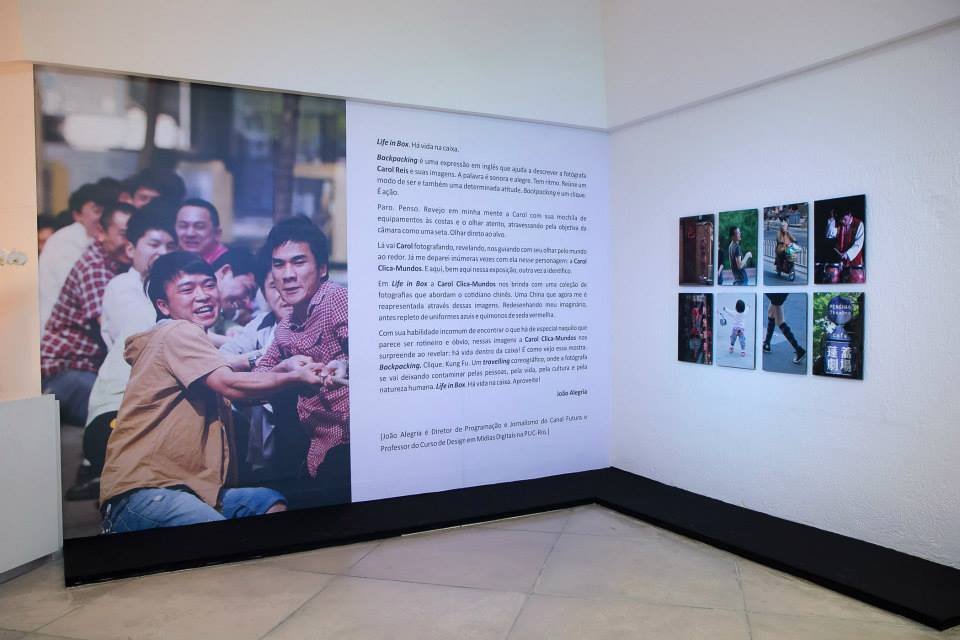 Life in Box. Há vida na caixa.
Backpacking é uma expressão em inglês que ajuda a descrever a fotógrafa
Carol Reis e suas imagens. A palavra é sonora e alegre. Tem ritmo. Reúne um
modo de ser e também uma determinada atitude. Backpacking e um clique.
É ação.
Paro. Penso. Revejo em minha mente a Carol com sua mochila de
equipamentos às costas e o olhar atento, atravessando pela objetiva da
câmara como uma seta. Olhar direto ao alvo.
Lá vai Carol fotografando, revelando, nos guiando com seu olhar pelo mundo
ao redor. Já me deparei inúmeras vezes com ela nesse personagem: a Carol
Clica-Mundos. E aqui, bem aqui nessa exposição, outra vez a identifico.
Em Life in Box a Carol Clica-Mundos nos brinda com uma coleção de
fotografias que abordam o cotidiano chinês. Uma China que agora me é
reapresentada através dessas imagens. Redesenhando meu imaginário,
antes repleto de uniformes azuis e quimonos de seda vermelha.
Com sua habilidade incomum de encontrar o que há de especial naquilo que
parece ser rotineiro e óbvio, nessas imagens a Carol Clica-Mundos nos
surpreende ao revelar: há vida dentro da caixa! É como vejo essa mostra.
Backpacking. Clique. Kung Fu. Um travelling coreográfico, onde a fotógrafa
se vai deixando contaminar pelas pessoas, pela vida, pela cultura e pela
natureza humana. Life in Box. Há vida na caixa. Aproveite!
João Alegria
[João Alegria é Diretor de Programação e Jornalismo do Canal Futura e
Professor do Curso de Design em Mídias Digitais na PUC-Rio.]
PENGHAO
Theatre
Cafe
蓬蒿
劇場